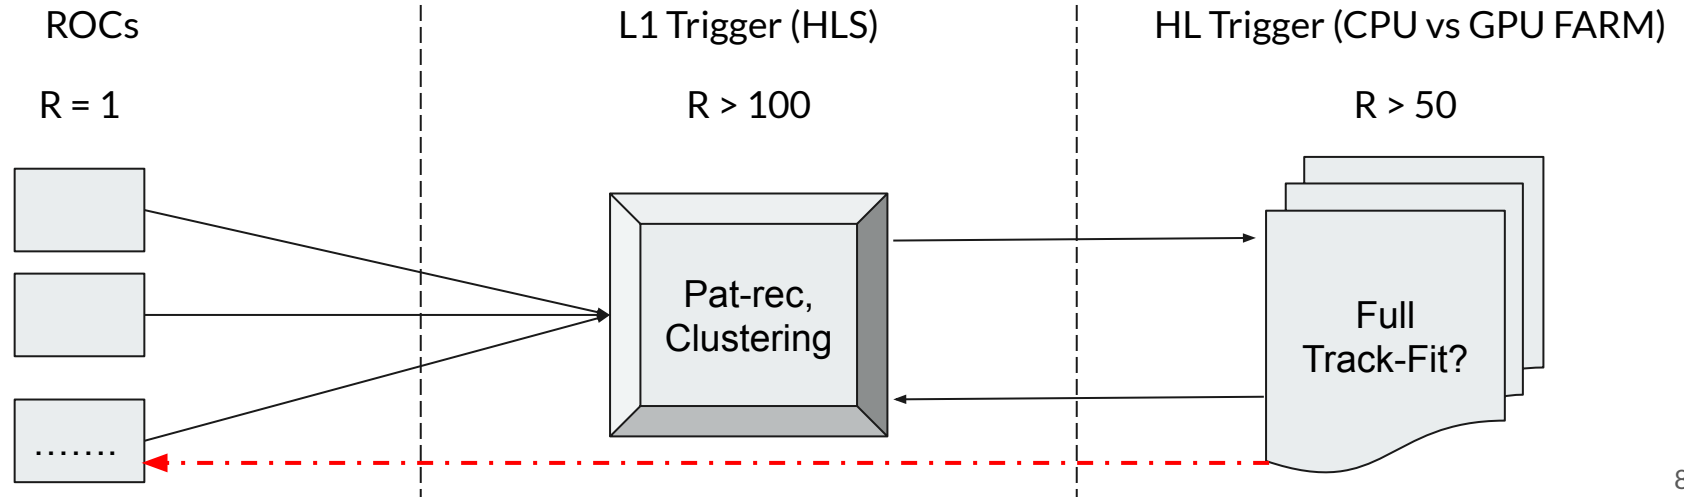 ROCs
L1 Trigger (HLS)
HL Trigger (CPU vs GPU FARM)
R = 1
R > 100
R > 50
Pat-rec,
Clustering
Full
Track-Fit?
.......
8